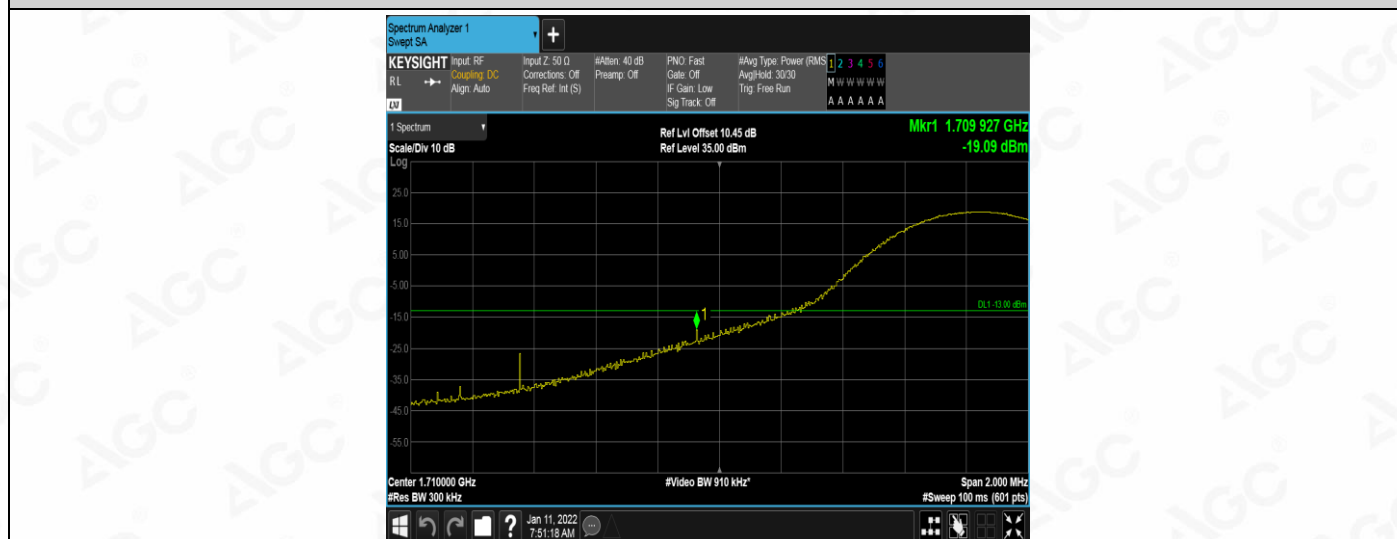 Spectrum Analyzer 1
Swept SA
+
KEYSIGHT Input: RF Input Z: 50 Ω #Atten: 40 dB PNO: Fast #Avg Type: Power (RMS 1 2 3 4 5 6
R L Coupling: DC Corrections: Off Preamp: Off Gate: Off Avg|Hold: 30/30 M W W W W W
Align: Auto Freq Ref: Int (S) IF Gain: Low Trig: Free Run
LXI Sig Track: Off A A A A A A
1 Spectrum Ref Lvl Offset 10.45 dB Mkr1 1.709 927 GHz
Scale/Div 10 dB Ref Level 35.00 dBm -19.09 dBm
Log
25.0
15.0
5.00
-5.00
DL1 -13.00 dBm
-15.0
1
-25.0
-35.0
-45.0
-55.0
Center 1.710000 GHz #Video BW 910 kHz* Span 2.000 MHz
#Res BW 300 kHz #Sweep 100 ms (601 pts)
? Jan 11, 2022
7:51:18 AM
AGC